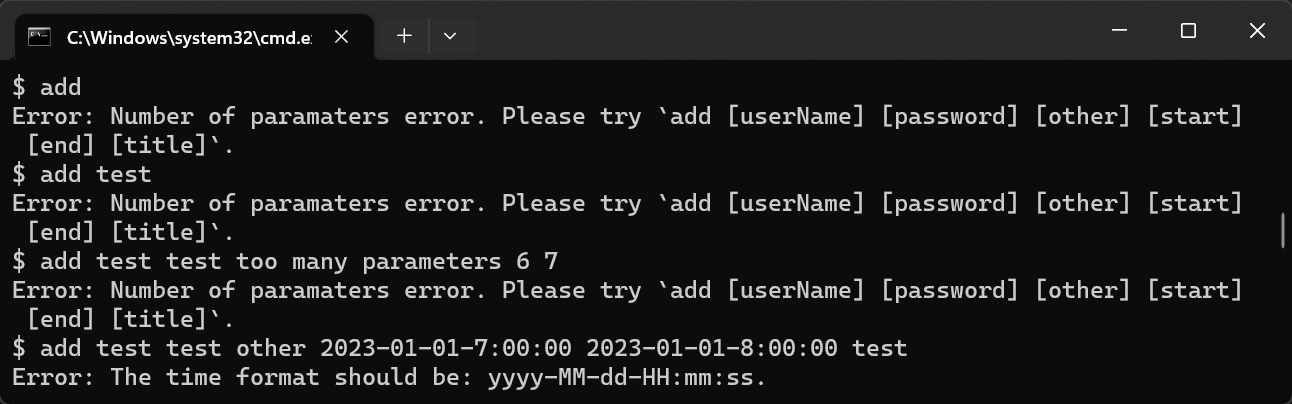 C:\Windows\system32\cmd.e
$ add
Error: Number of paramaters error. Please try `add [userName] [password] [other] [start]
[end] [title]`.
$ add test
Error: Number of paramaters error. Please try `add [userName] [password] [other] [start]
[end] [title]`.
$ add test test too many parameters 6 7
Error: Number of paramaters error. Please try `add [userName] [password] [other] [start]
[end] [title]`.
$ add test test other 2023-01-01-7:00:00 2023-01-01-8:00:00 test
Error: The time format should be: yyyy-MM-dd-HH:mm:ss.